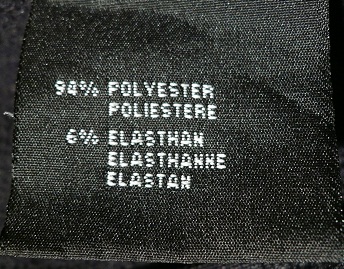 94% POLYESTER
POLIESTERE
6% ELASTHAN
ELASTHANNE
ELASTAN